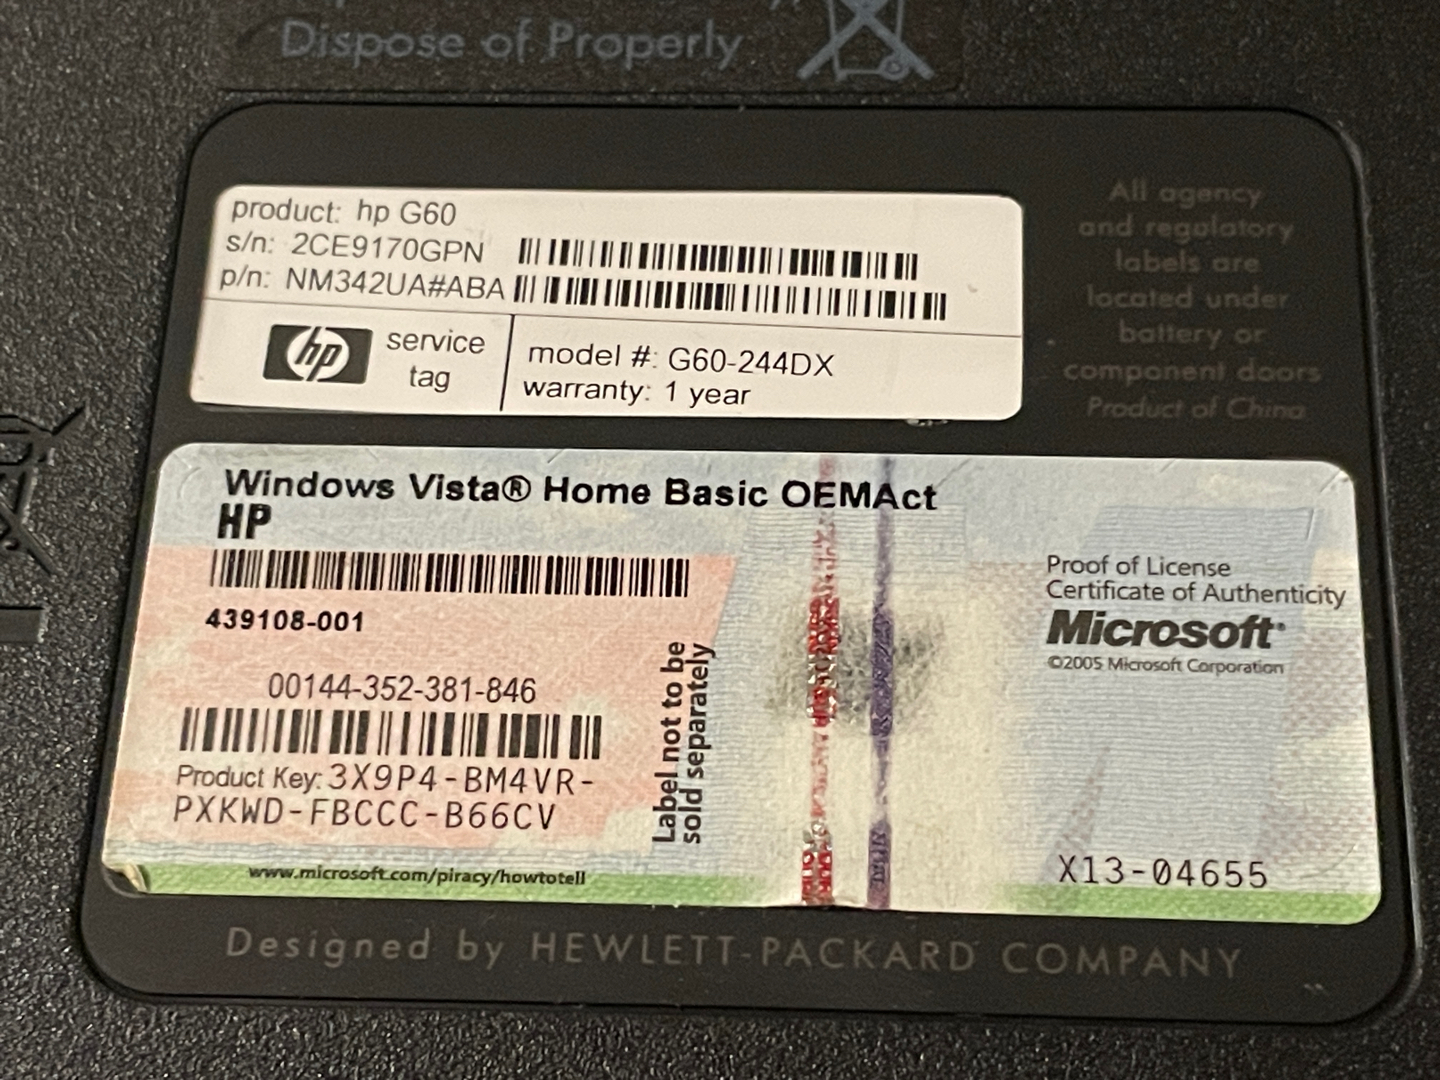 Dispose of Properly
product: hp G60
s/n: 2CE9170GPN
p/n: NM342UA#ABA
hp
service
tag
model #: G60-244DX
warranty: 1 year
All agency
and regulatory
labels are
located under
battery or
component doors
Product of China
Windows Vista® Home Basic OEMAct
HP
439108-001
00144-352-381-846
Product Key: 3X9P4-BM4VR-
PXKWD-FBCCC-B66CV
Label not to be
sold separately
www.microsoft.com/piracy/howtotell
Proof of License
Certificate of Authenticity
Microsoft®
©2005 Microsoft Corporation
X13-04655
Designed by HEWLETT-PACKARD COMPANY